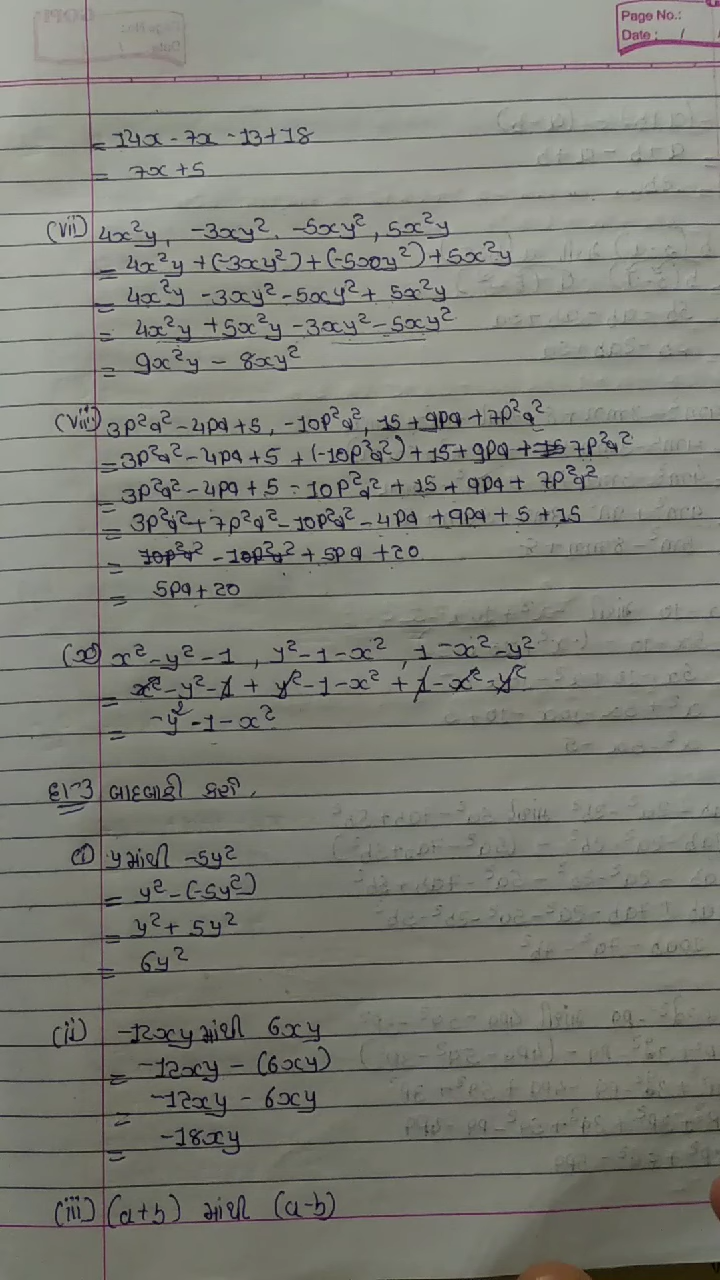 Page No.:
Date : / /
= 14x - 7x - 13 + 18
= 7x + 5
(vii) 4x²y, -3xy², -5xy², 5x²y
= 4x²y + (-3xy²) + (-5xy²) + 5x²y
= 4x²y - 3xy² - 5xy² + 5x²y
= 4x²y + 5x²y - 3xy² - 5xy²
= 9x²y - 8xy²
(viii) 3p²q² - 4pq + 5, -10p²q², 15 + 9pq + 7p²q²
= 3p²q² - 4pq + 5 + (-10p²q²) + 15 + 9pq + 7p²q²
= 3p²q² - 4pq + 5 - 10p²q² + 15 + 9pq + 7p²q²
= 3p²q² + 7p²q² - 10p²q² - 4pq + 9pq + 5 + 15
= 10p²q² - 10p²q² + 5pq + 20
= 5pq + 20
(x) x² - y² - 1, y² - 1 - x², 1 - x² - y²
= x² - y² - 1 + y² - 1 - x² + 1 - x² - y²
= -y² - 1 - x²
દા-3 બાદબાકી કરો.
(i) y માંથી -5y²
= y² - (-5y²)
= y² + 5y²
= 6y²
(ii) -12xy માંથી 6xy
= -12xy - (6xy)
= -12xy - 6xy
= -18xy
(iii) (a+b) માંથી (a-b)